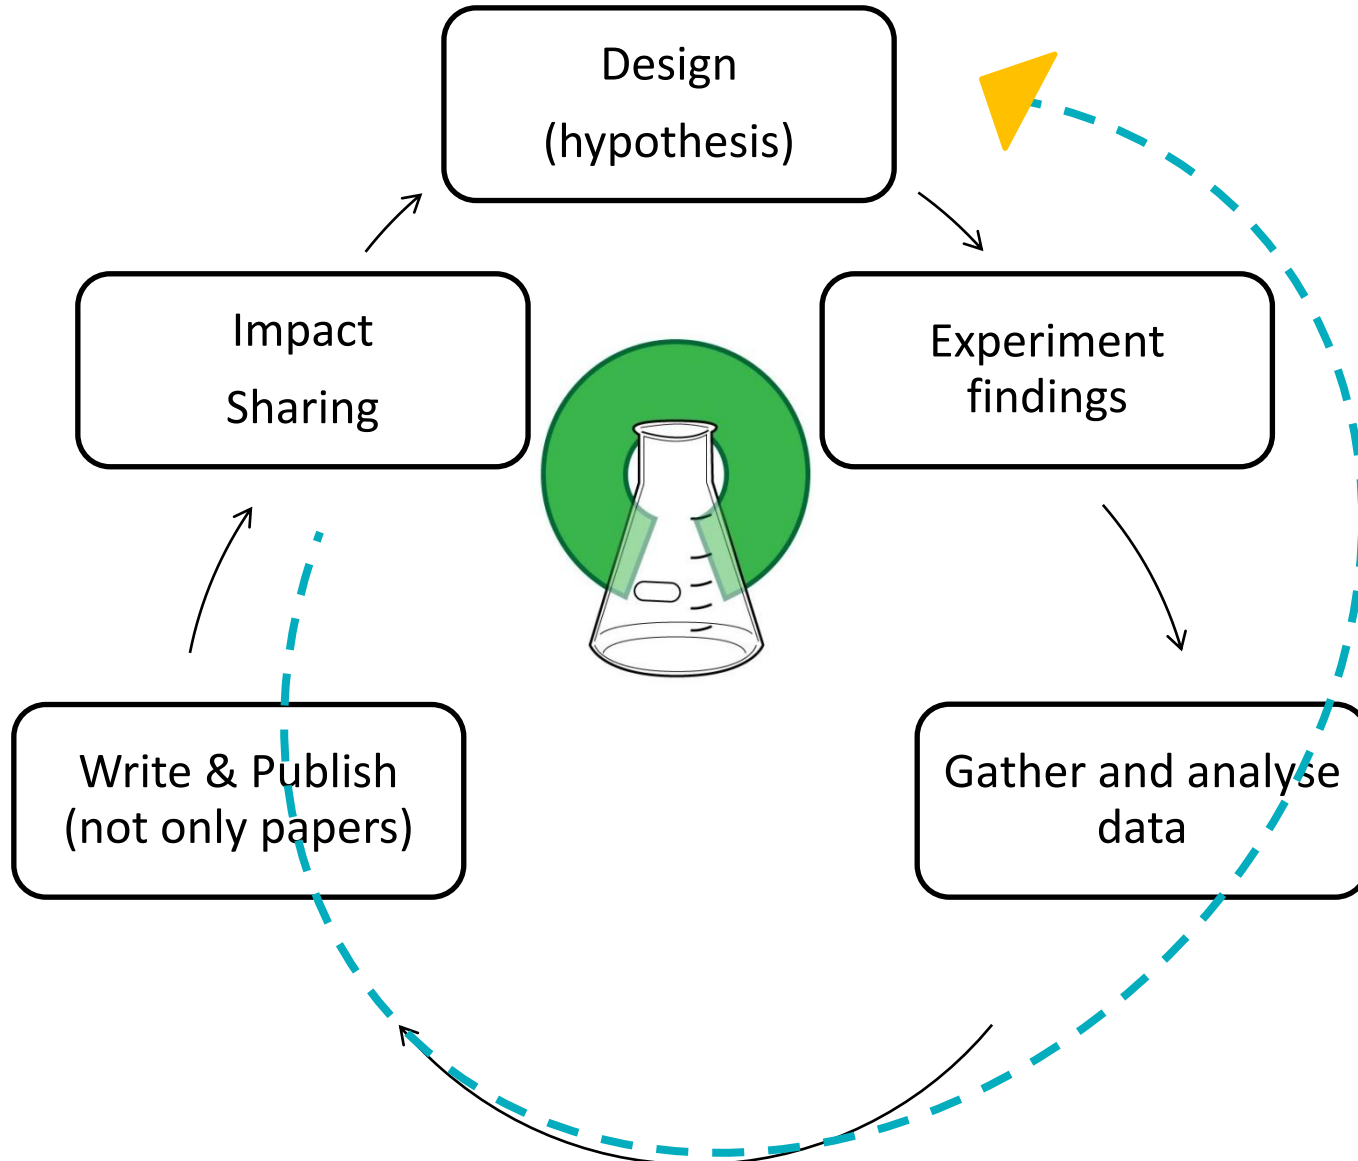 Design
(hypothesis)
Impact
Sharing
Experiment
findings
Write & Publish
(not only papers)
Gather and analyse
data